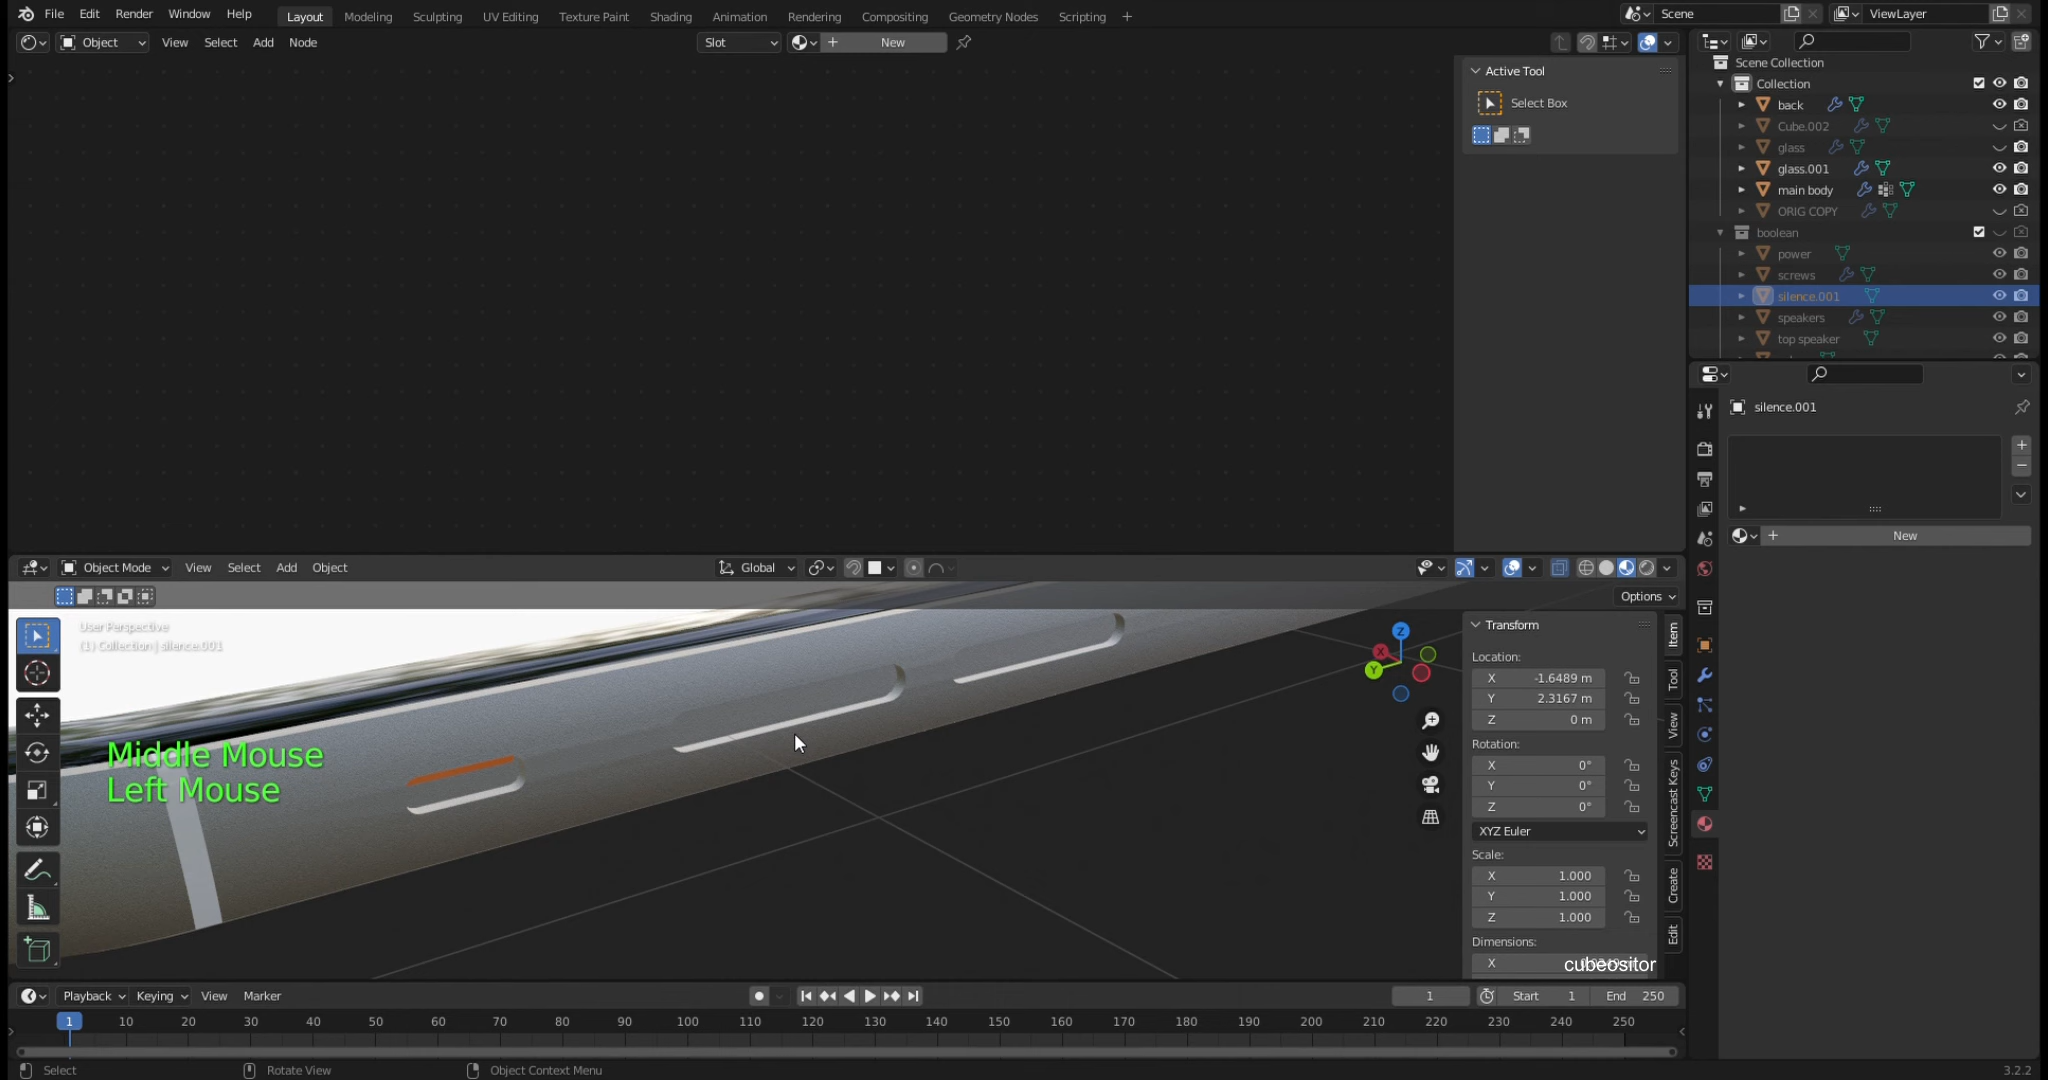 File Edit Render Window Help Layout Modeling Sculpting UV Editing Texture Paint Shading Animation Rendering Compositing Geometry Nodes Scripting + Scene ViewLayer
Object View Select Add Node Slot New
Active Tool
Select Box
Scene Collection
Collection
back
Cube.002
glass
glass.001
main body
ORIG COPY
boolean
power
screws
silence.001
speakers
top speaker
silence.001
New
Object Mode View Select Add Object Global
Options
User Perspective
(1) Collection | silence.001
Middle Mouse
Left Mouse
Z
X
Y
Transform
Location:
X -1.6489 m
Y 2.3167 m
Z 0 m
Rotation:
X 0°
Y 0°
Z 0°
XYZ Euler
Scale:
X 1.000
Y 1.000
Z 1.000
Dimensions:
X
cubeositor
Item
Tool
View
Screencast Keys
Create
Edit
Playback Keying View Marker 1 Start 1 End 250
1 10 20 30 40 50 60 70 80 90 100 110 120 130 140 150 160 170 180 190 200 210 220 230 240 250
Select Rotate View Object Context Menu 3.2.2